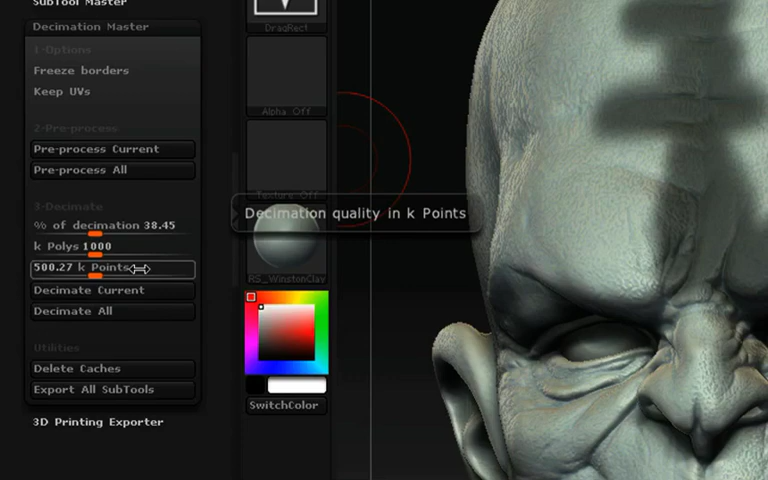 SubTool Master
Decimation Master
1-Options
Freeze borders
Keep UVs
2-Pre-process
Pre-process Current
Pre-process All
3-Decimate
% of decimation 38.45
k Polys 1000
500.27 k Points
Decimate Current
Decimate All
Utilities
Delete Caches
Export All SubTools
3D Printing Exporter
DragRect
Alpha Off
Texture Off
Decimation quality in k Points
RS_WinstonClay
SwitchColor